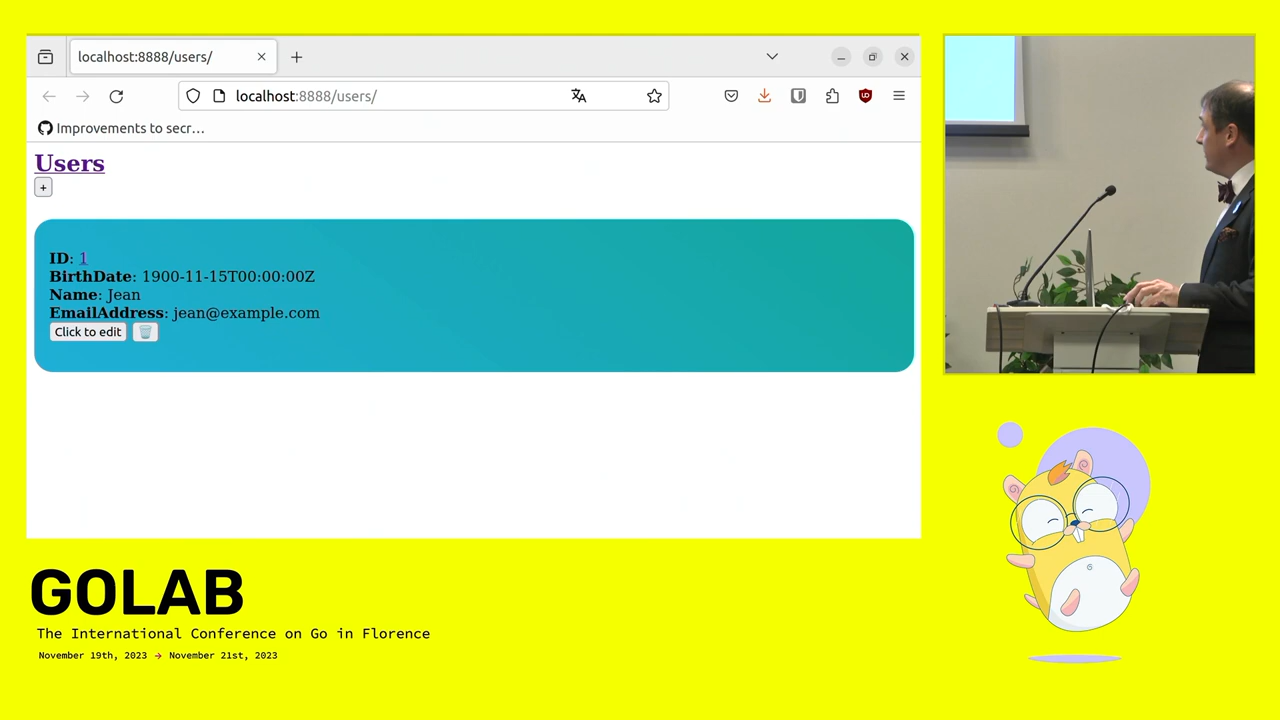 localhost:8888/users/
localhost:8888/users/
Improvements to secr…
Users
+
ID: 1
BirthDate: 1900-11-15T00:00:00Z
Name: Jean
EmailAddress: jean@example.com
Click to edit
GOLAB
The International Conference on Go in Florence
November 19th, 2023 → November 21st, 2023